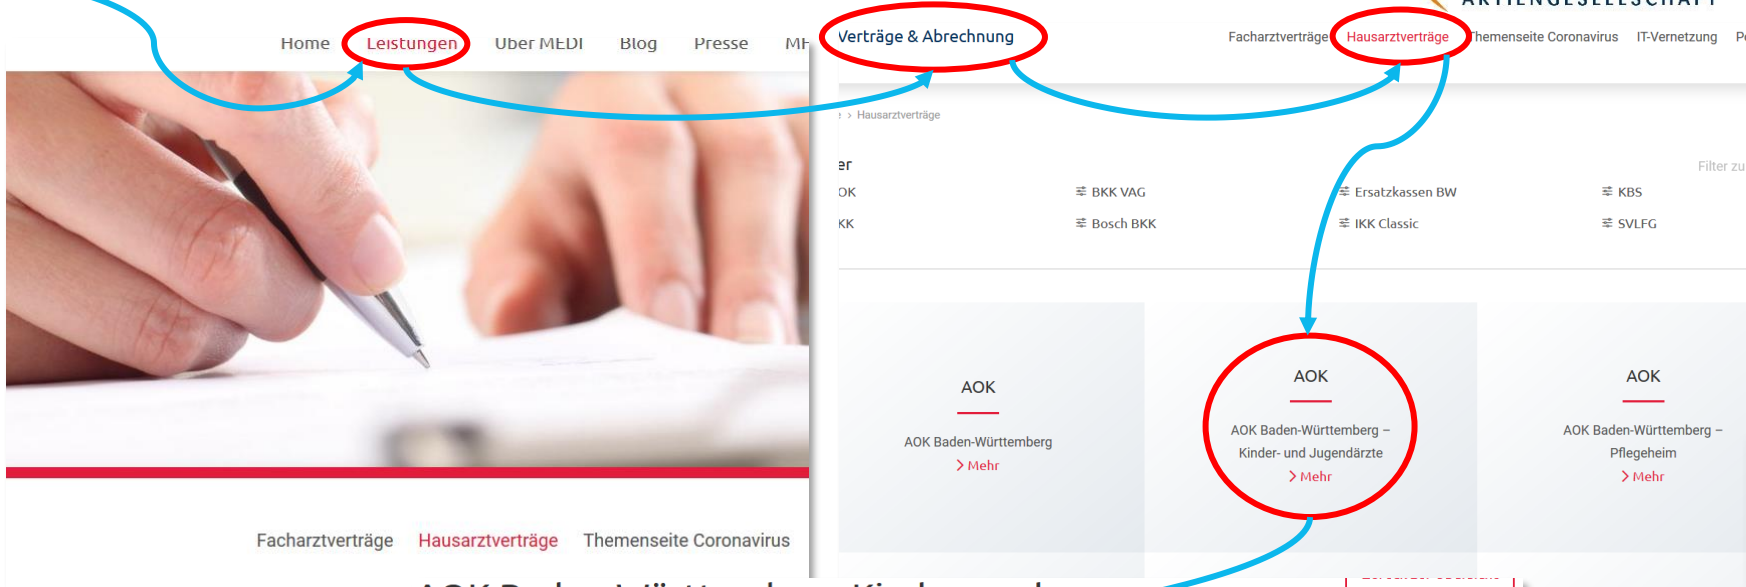 AKTIENGESELLSCHAFT
Home Leistungen Über MEDI Blog Presse
Verträge & Abrechnung
Facharztverträge Hausarztverträge Themenseite Coronavirus IT-Vernetzung
> Hausarztverträge
Filter zu
BKK VAG Ersatzkassen BW KBS
Bosch BKK IKK Classic SVLFG
AOK
AOK Baden-Württemberg
> Mehr
AOK
AOK Baden-Württemberg –
Kinder- und Jugendärzte
> Mehr
AOK
AOK Baden-Württemberg –
Pflegeheim
> Mehr
Facharztverträge Hausarztverträge Themenseite Coronavirus